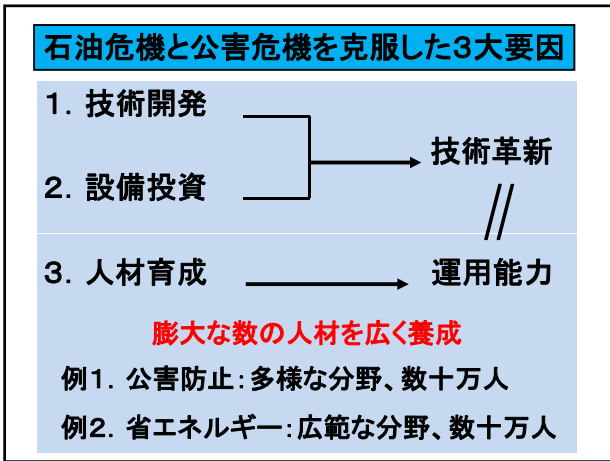 石油危機と公害危機を克服した3大要因
1. 技術開発
技術革新
2. 設備投資
3. 人材育成
運用能力
膨大な数の人材を広く養成
例1. 公害防止：多様な分野、数十万人
例2. 省エネルギー：広範な分野、数十万人